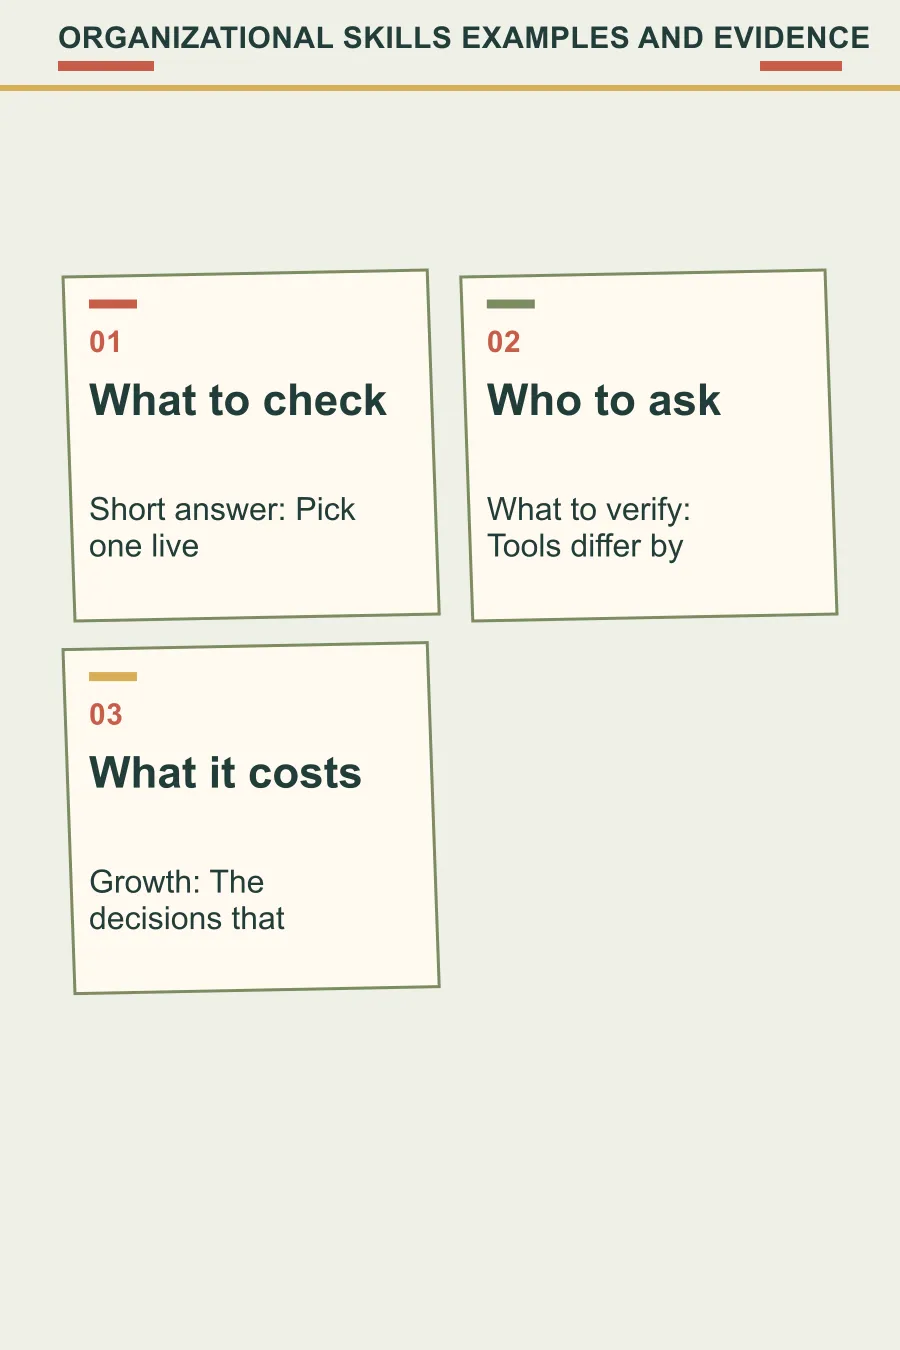 ORGANIZATIONAL SKILLS EXAMPLES AND EVIDENCE
01
What to check
Short answer: Pick
one live
02
Who to ask
What to verify:
Tools differ by
03
What it costs
Growth: The
decisions that